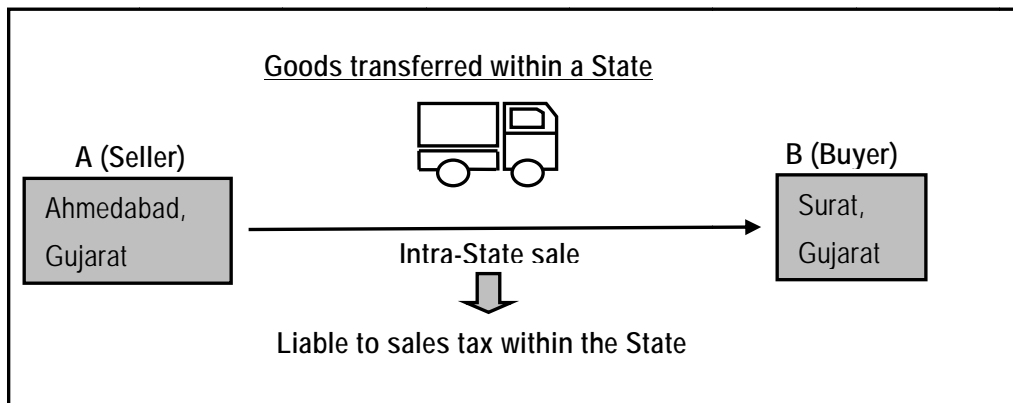 Goods transferred within a State
A (Seller)
B (Buyer)
Ahmedabad,
Gujarat
Surat,
Gujarat
Intra-State sale
Liable to sales tax within the State